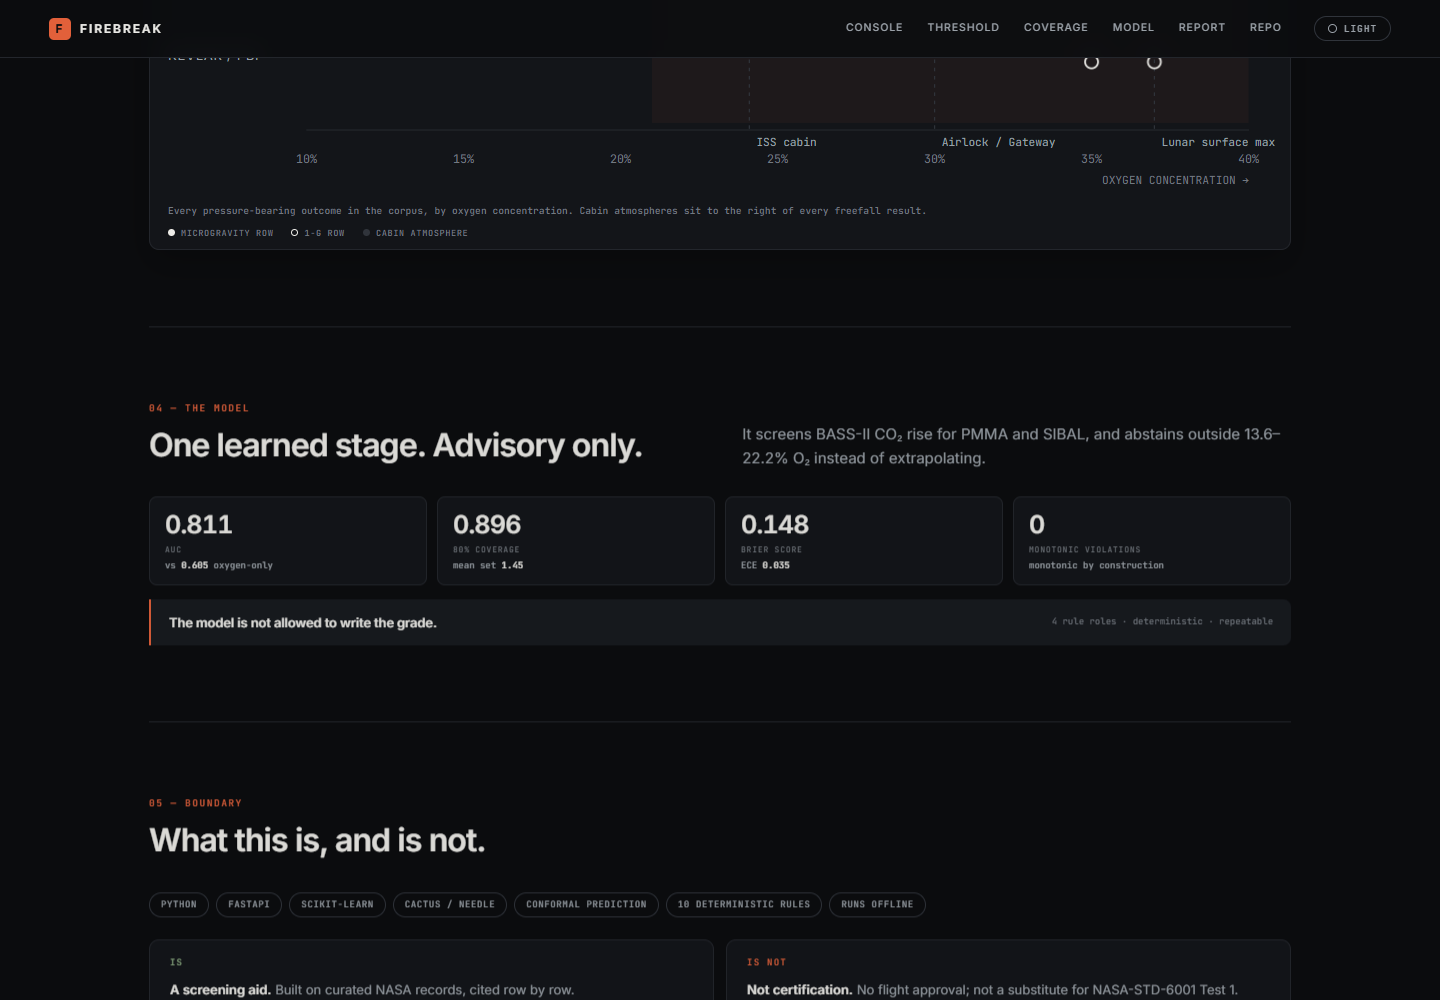 F FIREBREAK
CONSOLE THRESHOLD COVERAGE MODEL REPORT REPO LIGHT
ISS cabin Airlock / Gateway Lunar surface max
10% 15% 20% 25% 30% 35% 40%
OXYGEN CONCENTRATION →
Every pressure-bearing outcome in the corpus, by oxygen concentration. Cabin atmospheres sit to the right of every freefall result.
MICROGRAVITY ROW 1-G ROW CABIN ATMOSPHERE
04 — THE MODEL
One learned stage. Advisory only.
It screens BASS-II CO₂ rise for PMMA and SIBAL, and abstains outside 13.6–
22.2% O₂ instead of extrapolating.
0.811
AUC
vs 0.605 oxygen-only
0.896
80% COVERAGE
mean set 1.45
0.148
BRIER SCORE
ECE 0.035
0
MONOTONIC VIOLATIONS
monotonic by construction
The model is not allowed to write the grade.
4 rule roles · deterministic · repeatable
05 — BOUNDARY
What this is, and is not.
PYTHON FASTAPI SCIKIT-LEARN CACTUS / NEEDLE CONFORMAL PREDICTION 10 DETERMINISTIC RULES RUNS OFFLINE
IS
A screening aid. Built on curated NASA records, cited row by row.
IS NOT
Not certification. No flight approval; not a substitute for NASA-STD-6001 Test 1.